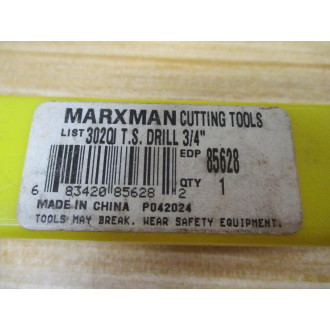 MARXMAN CUTTING TOOLS
LIST 302QI T.S. DRILL 3/4"
EDP 85628
6 83420 85628 2
QTY 1
MADE IN CHINA P042024
TOOLS MAY BREAK. WEAR SAFETY EQUIPMENT.